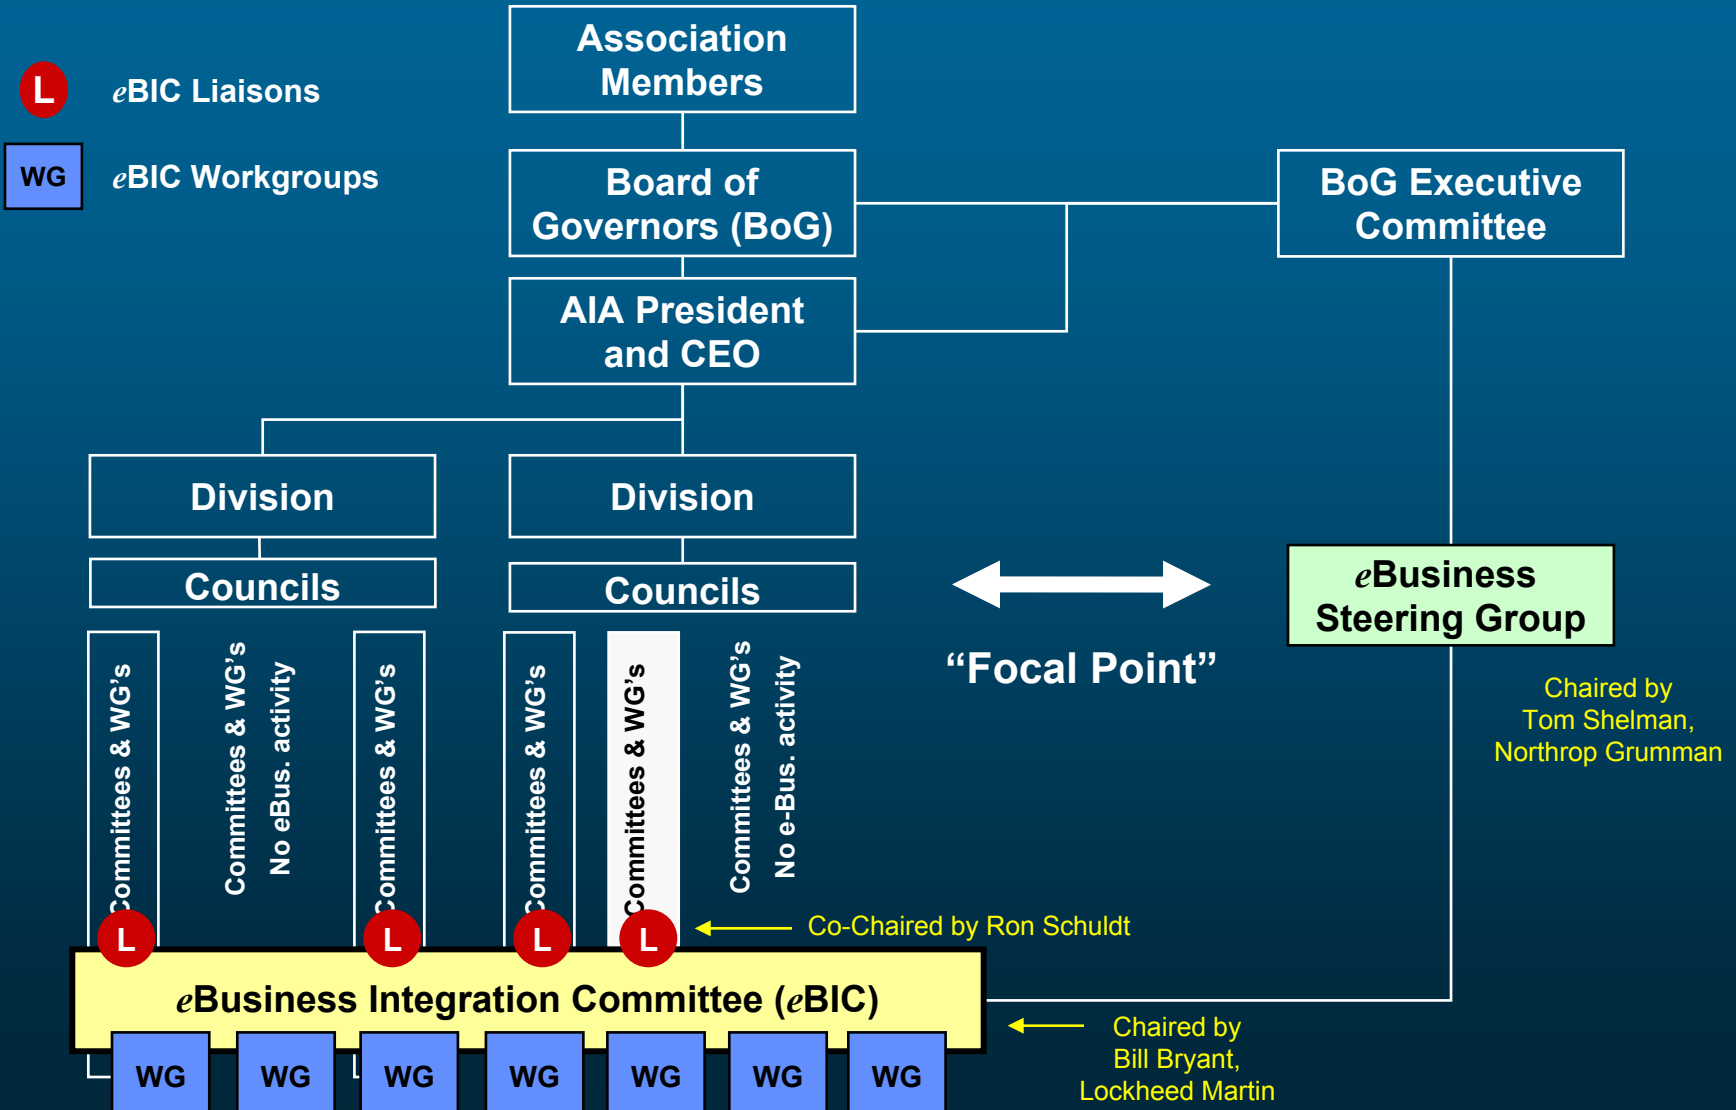 Association
Members
L
eBIC Liaisons
WG
eBIC Workgroups
Board of
Governors (BoG)
BoG Executive
Committee
AIA President
and CEO
Division
Division
Councils
Councils
eBusiness
Steering Group
“Focal Point”
Chaired by
Tom Shelman,
Northrop Grumman
Committees & WG’s
Committees & WG’s
No eBus. activity
Committees & WG’s
Committees & WG’s
Committees & WG’s
Committees & WG’s
No e-Bus. activity
L
L
L
L
Co-Chaired by Ron Schuldt
eBusiness Integration Committee (eBIC)
Chaired by
Bill Bryant,
Lockheed Martin
WG
WG
WG
WG
WG
WG
WG